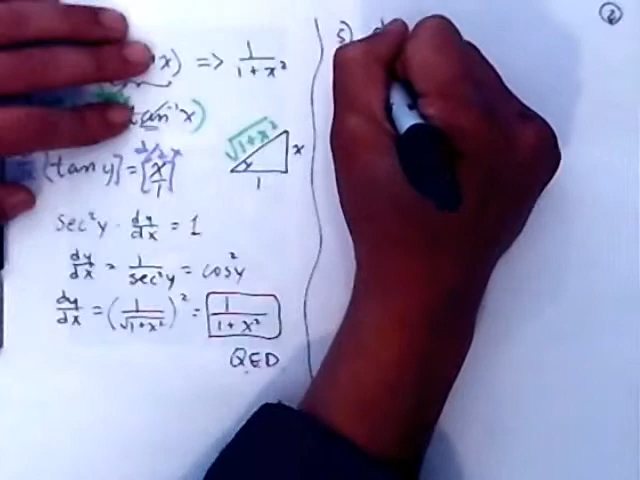 x) => 1/(1+x²)
tan⁻¹x)
[tan y] = [x/1] d/dx
√(1+x²)
x
y
1
sec²y · dy/dx = 1
dy/dx = 1/sec²y = cos²y
dy/dx = (1/√(1+x²))² = 1/(1+x²)
QED
5)
2